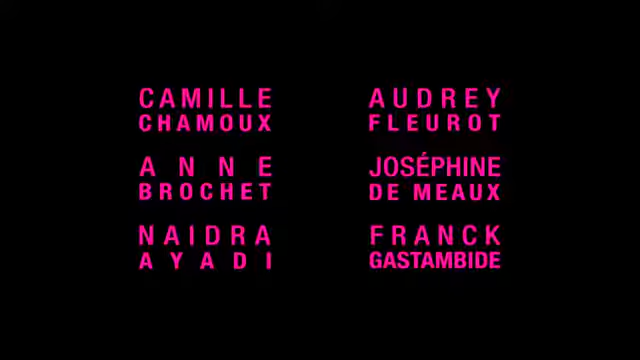 CAMILLE
CHAMOUX
ANNE
BROCHET
NAIDRA
AYADI
AUDREY
FLEUROT
JOSÉPHINE
DE MEAUX
FRANCK
GASTAMBIDE